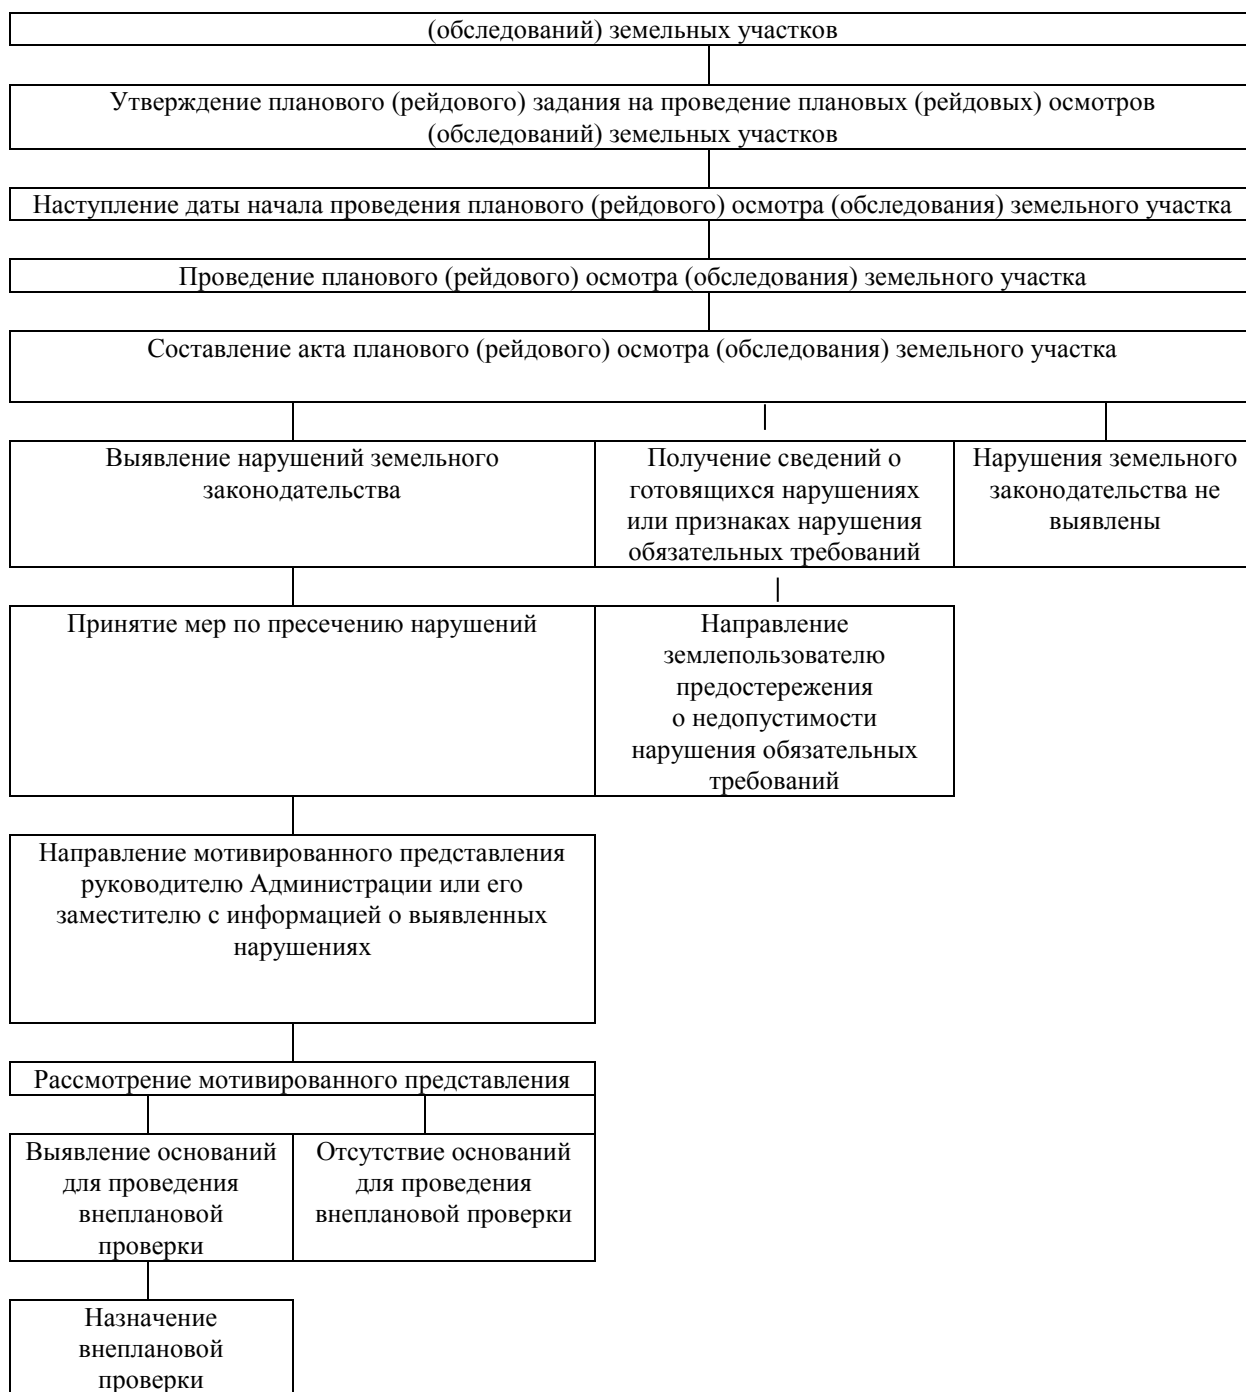 (обследований) земельных участков
Утверждение планового (рейдового) задания на проведение плановых (рейдовых) осмотров
(обследований) земельных участков
Наступление даты начала проведения планового (рейдового) осмотра (обследования) земельного участка
Проведение планового (рейдового) осмотра (обследования) земельного участка
Составление акта планового (рейдового) осмотра (обследования) земельного участка
Выявление нарушений земельного
законодательства
Получение сведений о
готовящихся нарушениях
или признаках нарушения
обязательных требований
Нарушения земельного
законодательства не
выявлены
Принятие мер по пресечению нарушений
Направление
землепользователю
предостережения
о недопустимости
нарушения обязательных
требований
Направление мотивированного представления
руководителю Администрации или его
заместителю с информацией о выявленных
нарушениях
Рассмотрение мотивированного представления
Выявление оснований
для проведения
внеплановой
проверки
Отсутствие оснований
для проведения
внеплановой проверки
Назначение
внеплановой
проверки